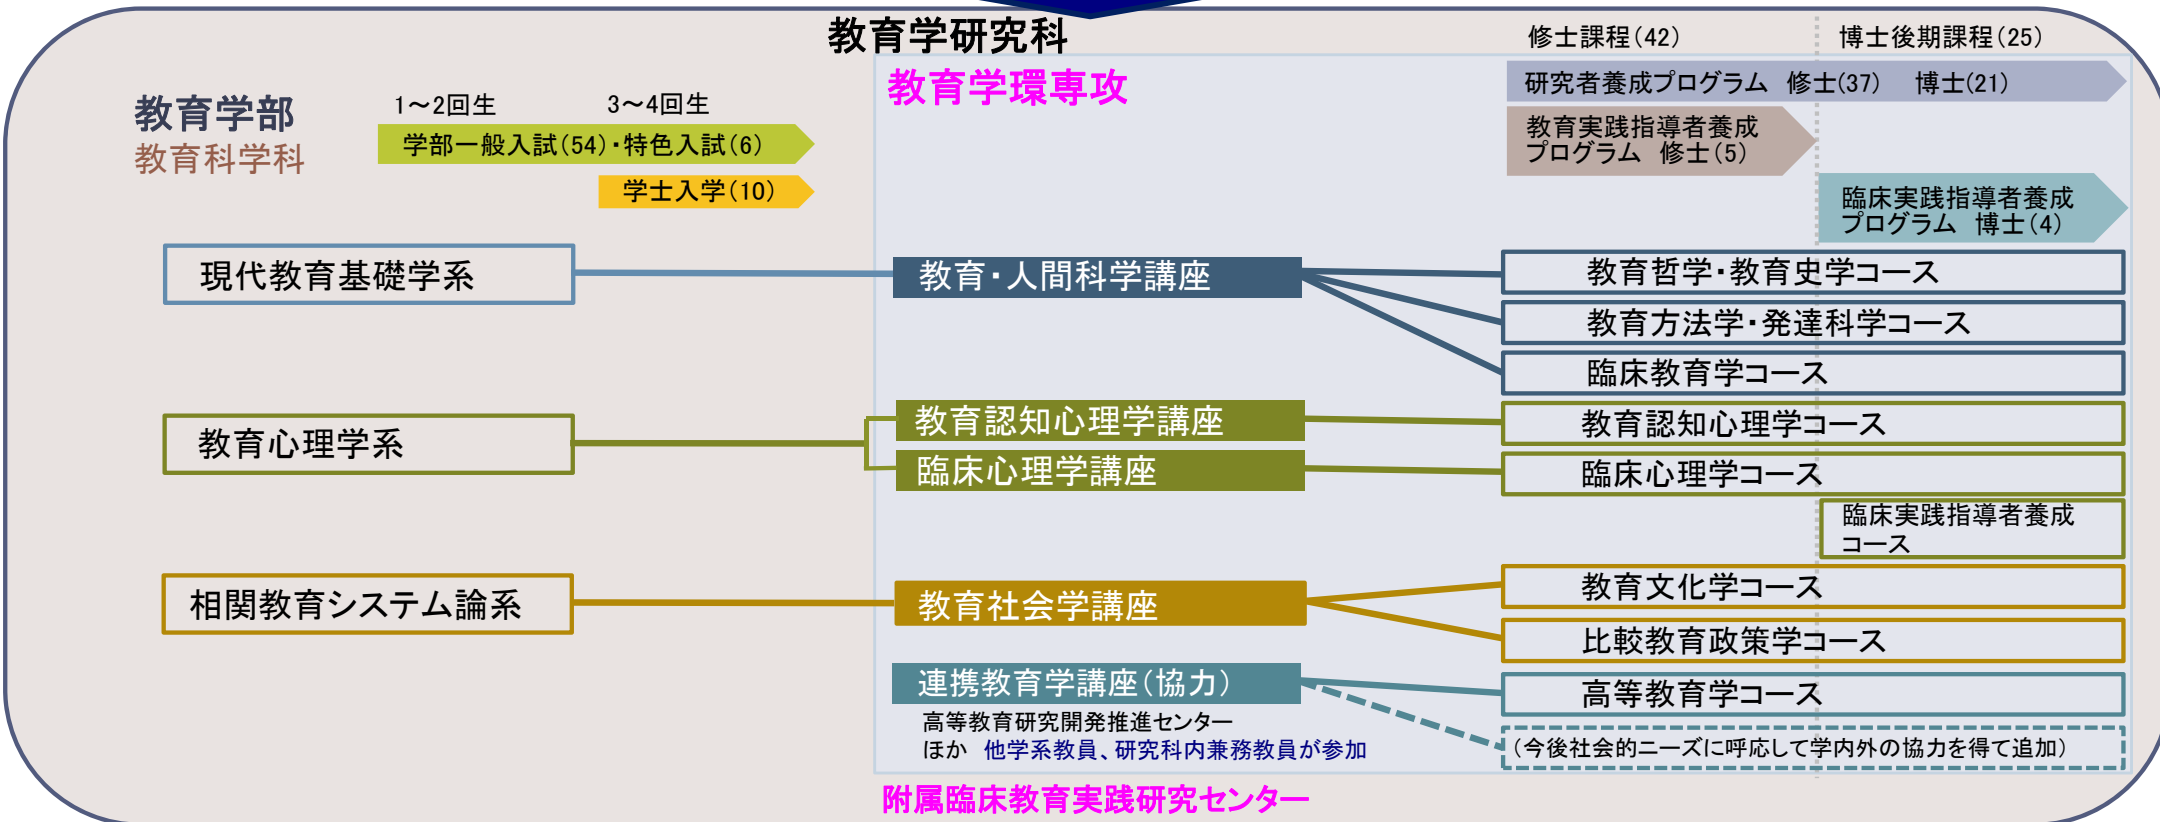 教育学研究科
修士課程(42)
博士後期課程(25)
教育学環専攻
研究者養成プログラム 修士(37) 博士(21)
教育学部
教育科学科
1～2回生
3～4回生
学部一般入試(54)・特色入試(6)
学士入学(10)
教育実践指導者養成
プログラム 修士(5)
臨床実践指導者養成
プログラム 博士(4)
現代教育基礎学系
教育・人間科学講座
教育哲学・教育史学コース
教育方法学・発達科学コース
臨床教育学コース
教育心理学系
教育認知心理学講座
教育認知心理学コース
臨床心理学講座
臨床心理学コース
臨床実践指導者養成
コース
相関教育システム論系
教育社会学講座
教育文化学コース
比較教育政策学コース
連携教育学講座(協力)
高等教育学コース
高等教育研究開発推進センター
ほか 他学系教員、研究科内兼務教員が参加
(今後社会的ニーズに呼応して学内外の協力を得て追加)
附属臨床教育実践研究センター